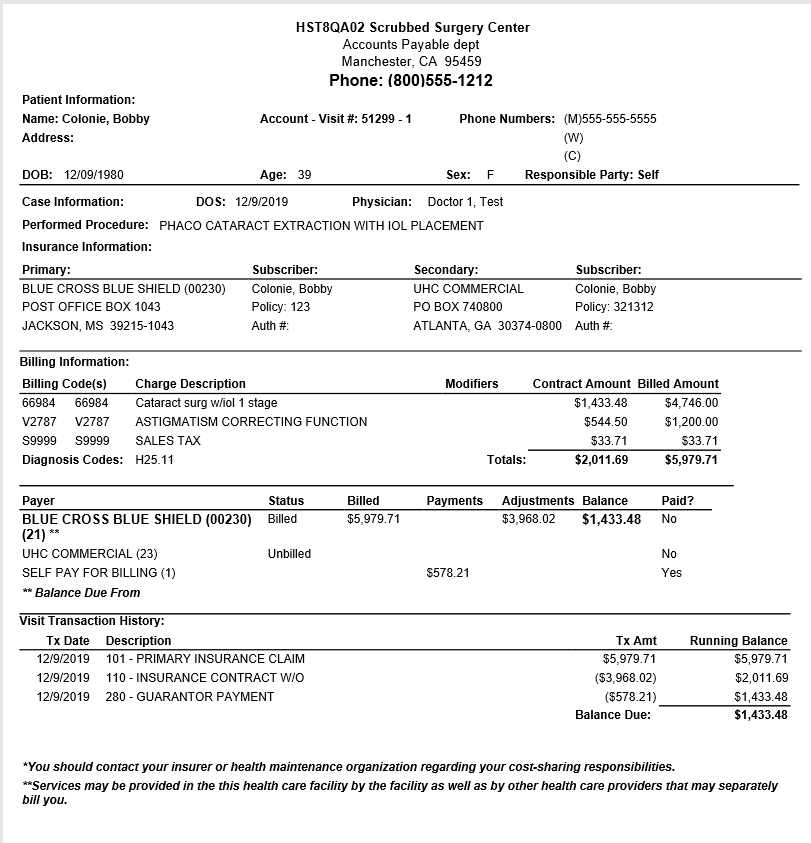 HST8QA02 Scrubbed Surgery Center
Accounts Payable dept
Manchester, CA 95459
Phone: (800)555-1212
Patient Information:
Name: Colonie, Bobby Account - Visit #: 51299 - 1 Phone Numbers: (M)555-555-5555
Address: (W)
(C)
DOB: 12/09/1980 Age: 39 Sex: F Responsible Party: Self
Case Information: DOS: 12/9/2019 Physician: Doctor 1, Test
Performed Procedure: PHACO CATARACT EXTRACTION WITH IOL PLACEMENT
Insurance Information:
Primary: Subscriber: Secondary: Subscriber:
BLUE CROSS BLUE SHIELD (00230) Colonie, Bobby UHC COMMERCIAL Colonie, Bobby
POST OFFICE BOX 1043 Policy: 123 PO BOX 740800 Policy: 321312
JACKSON, MS 39215-1043 Auth #: ATLANTA, GA 30374-0800 Auth #:
Billing Information:
Billing Code(s) Charge Description Modifiers Contract Amount Billed Amount
66984 66984 Cataract surg w/iol 1 stage $1,433.48 $4,746.00
V2787 V2787 ASTIGMATISM CORRECTING FUNCTION $544.50 $1,200.00
S9999 S9999 SALES TAX $33.71 $33.71
Diagnosis Codes: H25.11 Totals: $2,011.69 $5,979.71
Payer Status Billed Payments Adjustments Balance Paid?
BLUE CROSS BLUE SHIELD (00230) Billed $5,979.71 $3,968.02 $1,433.48 No
(21) **
UHC COMMERCIAL (23) Unbilled No
SELF PAY FOR BILLING (1) $578.21 Yes
** Balance Due From
Visit Transaction History:
Tx Date Description Tx Amt Running Balance
12/9/2019 101 - PRIMARY INSURANCE CLAIM $5,979.71 $5,979.71
12/9/2019 110 - INSURANCE CONTRACT W/O ($3,968.02) $2,011.69
12/9/2019 280 - GUARANTOR PAYMENT ($578.21) $1,433.48
Balance Due: $1,433.48
*You should contact your insurer or health maintenance organization regarding your cost-sharing responsibilities.
**Services may be provided in the this health care facility by the facility as well as by other health care providers that may separately
bill you.